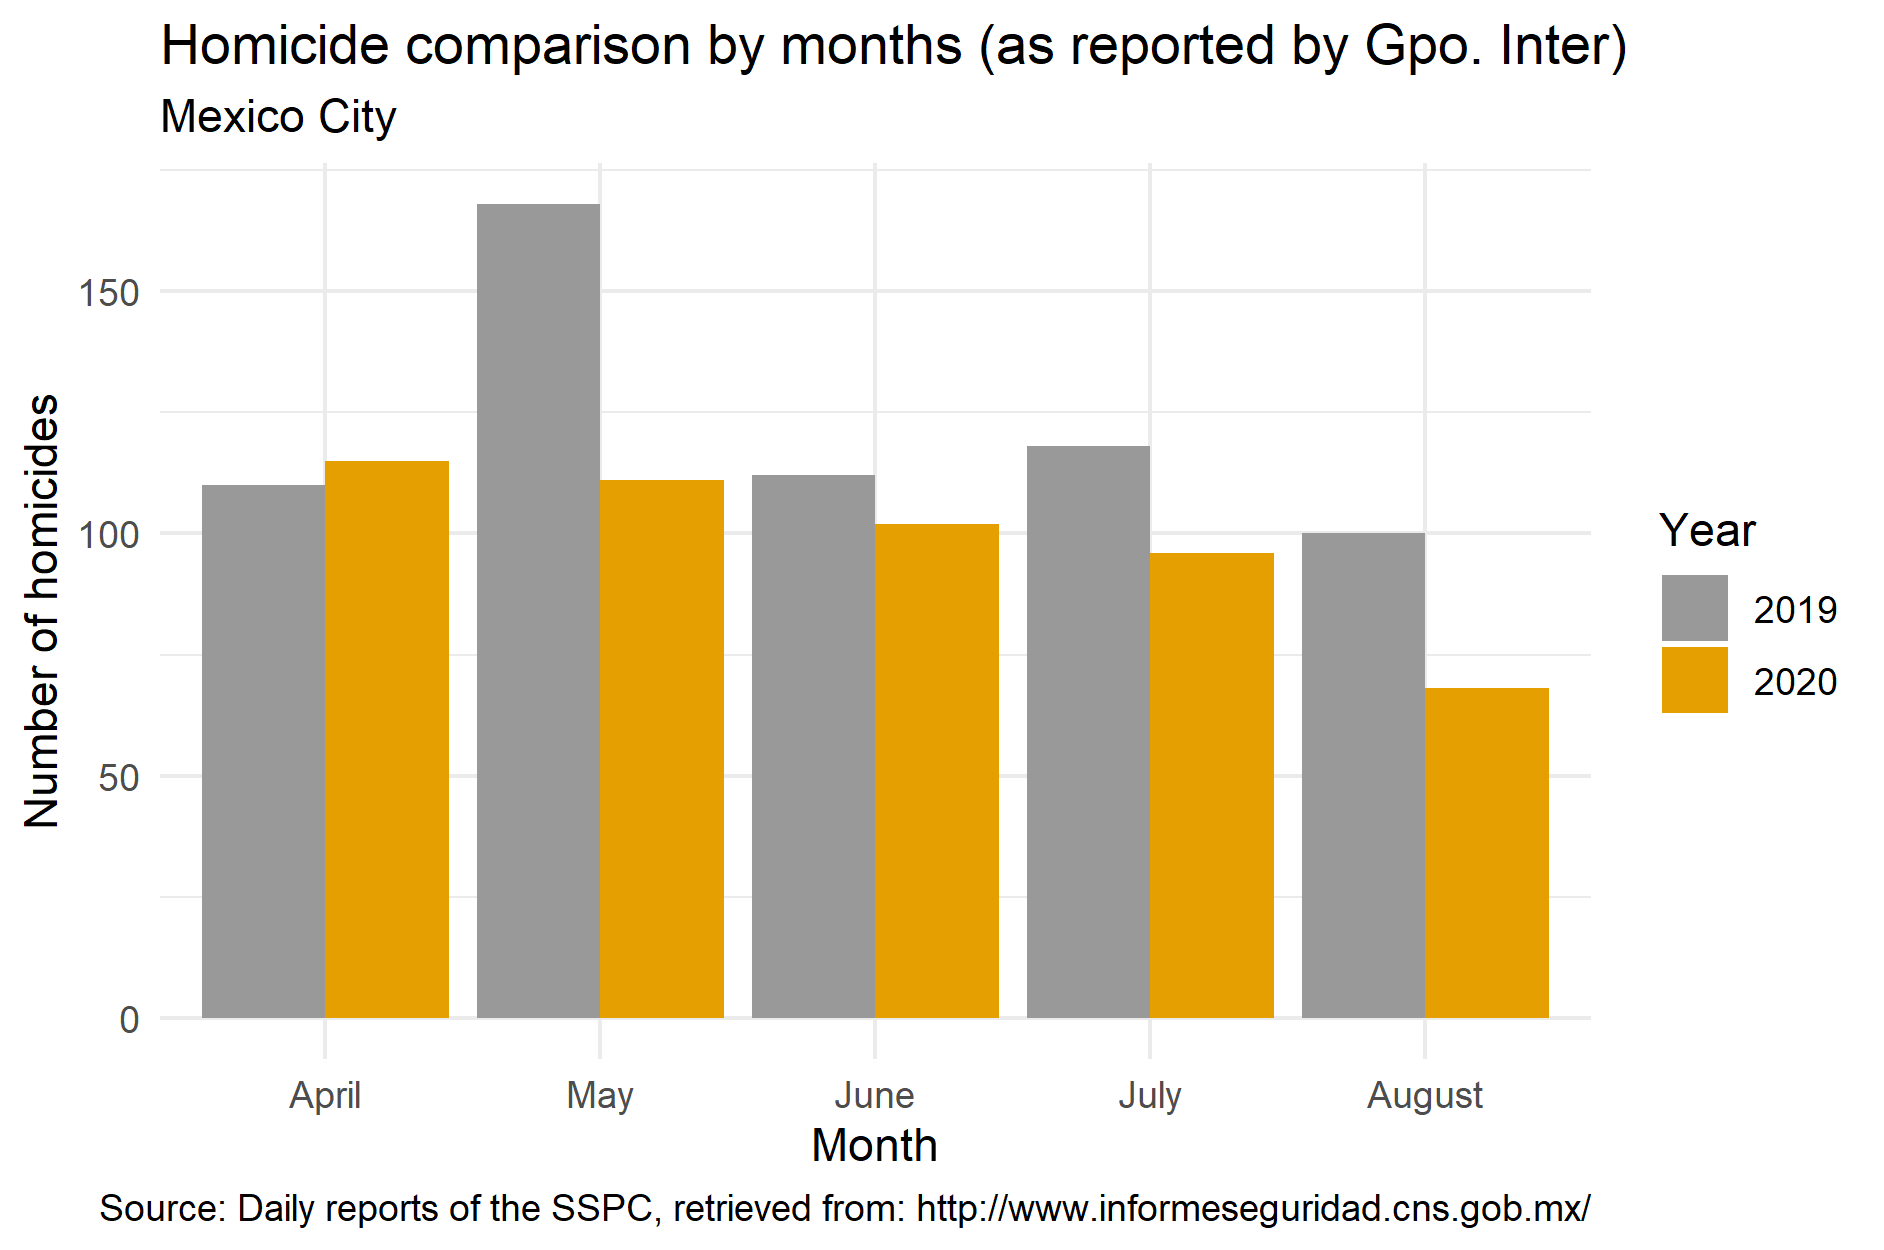 Homicide comparison by months (as reported by Gpo. Inter)
Mexico City
150
100
50
0
Number of homicides
April May June July August
Month
Year
2019
2020
Source: Daily reports of the SSPC, retrieved from: http://www.informeseguridad.cns.gob.mx/